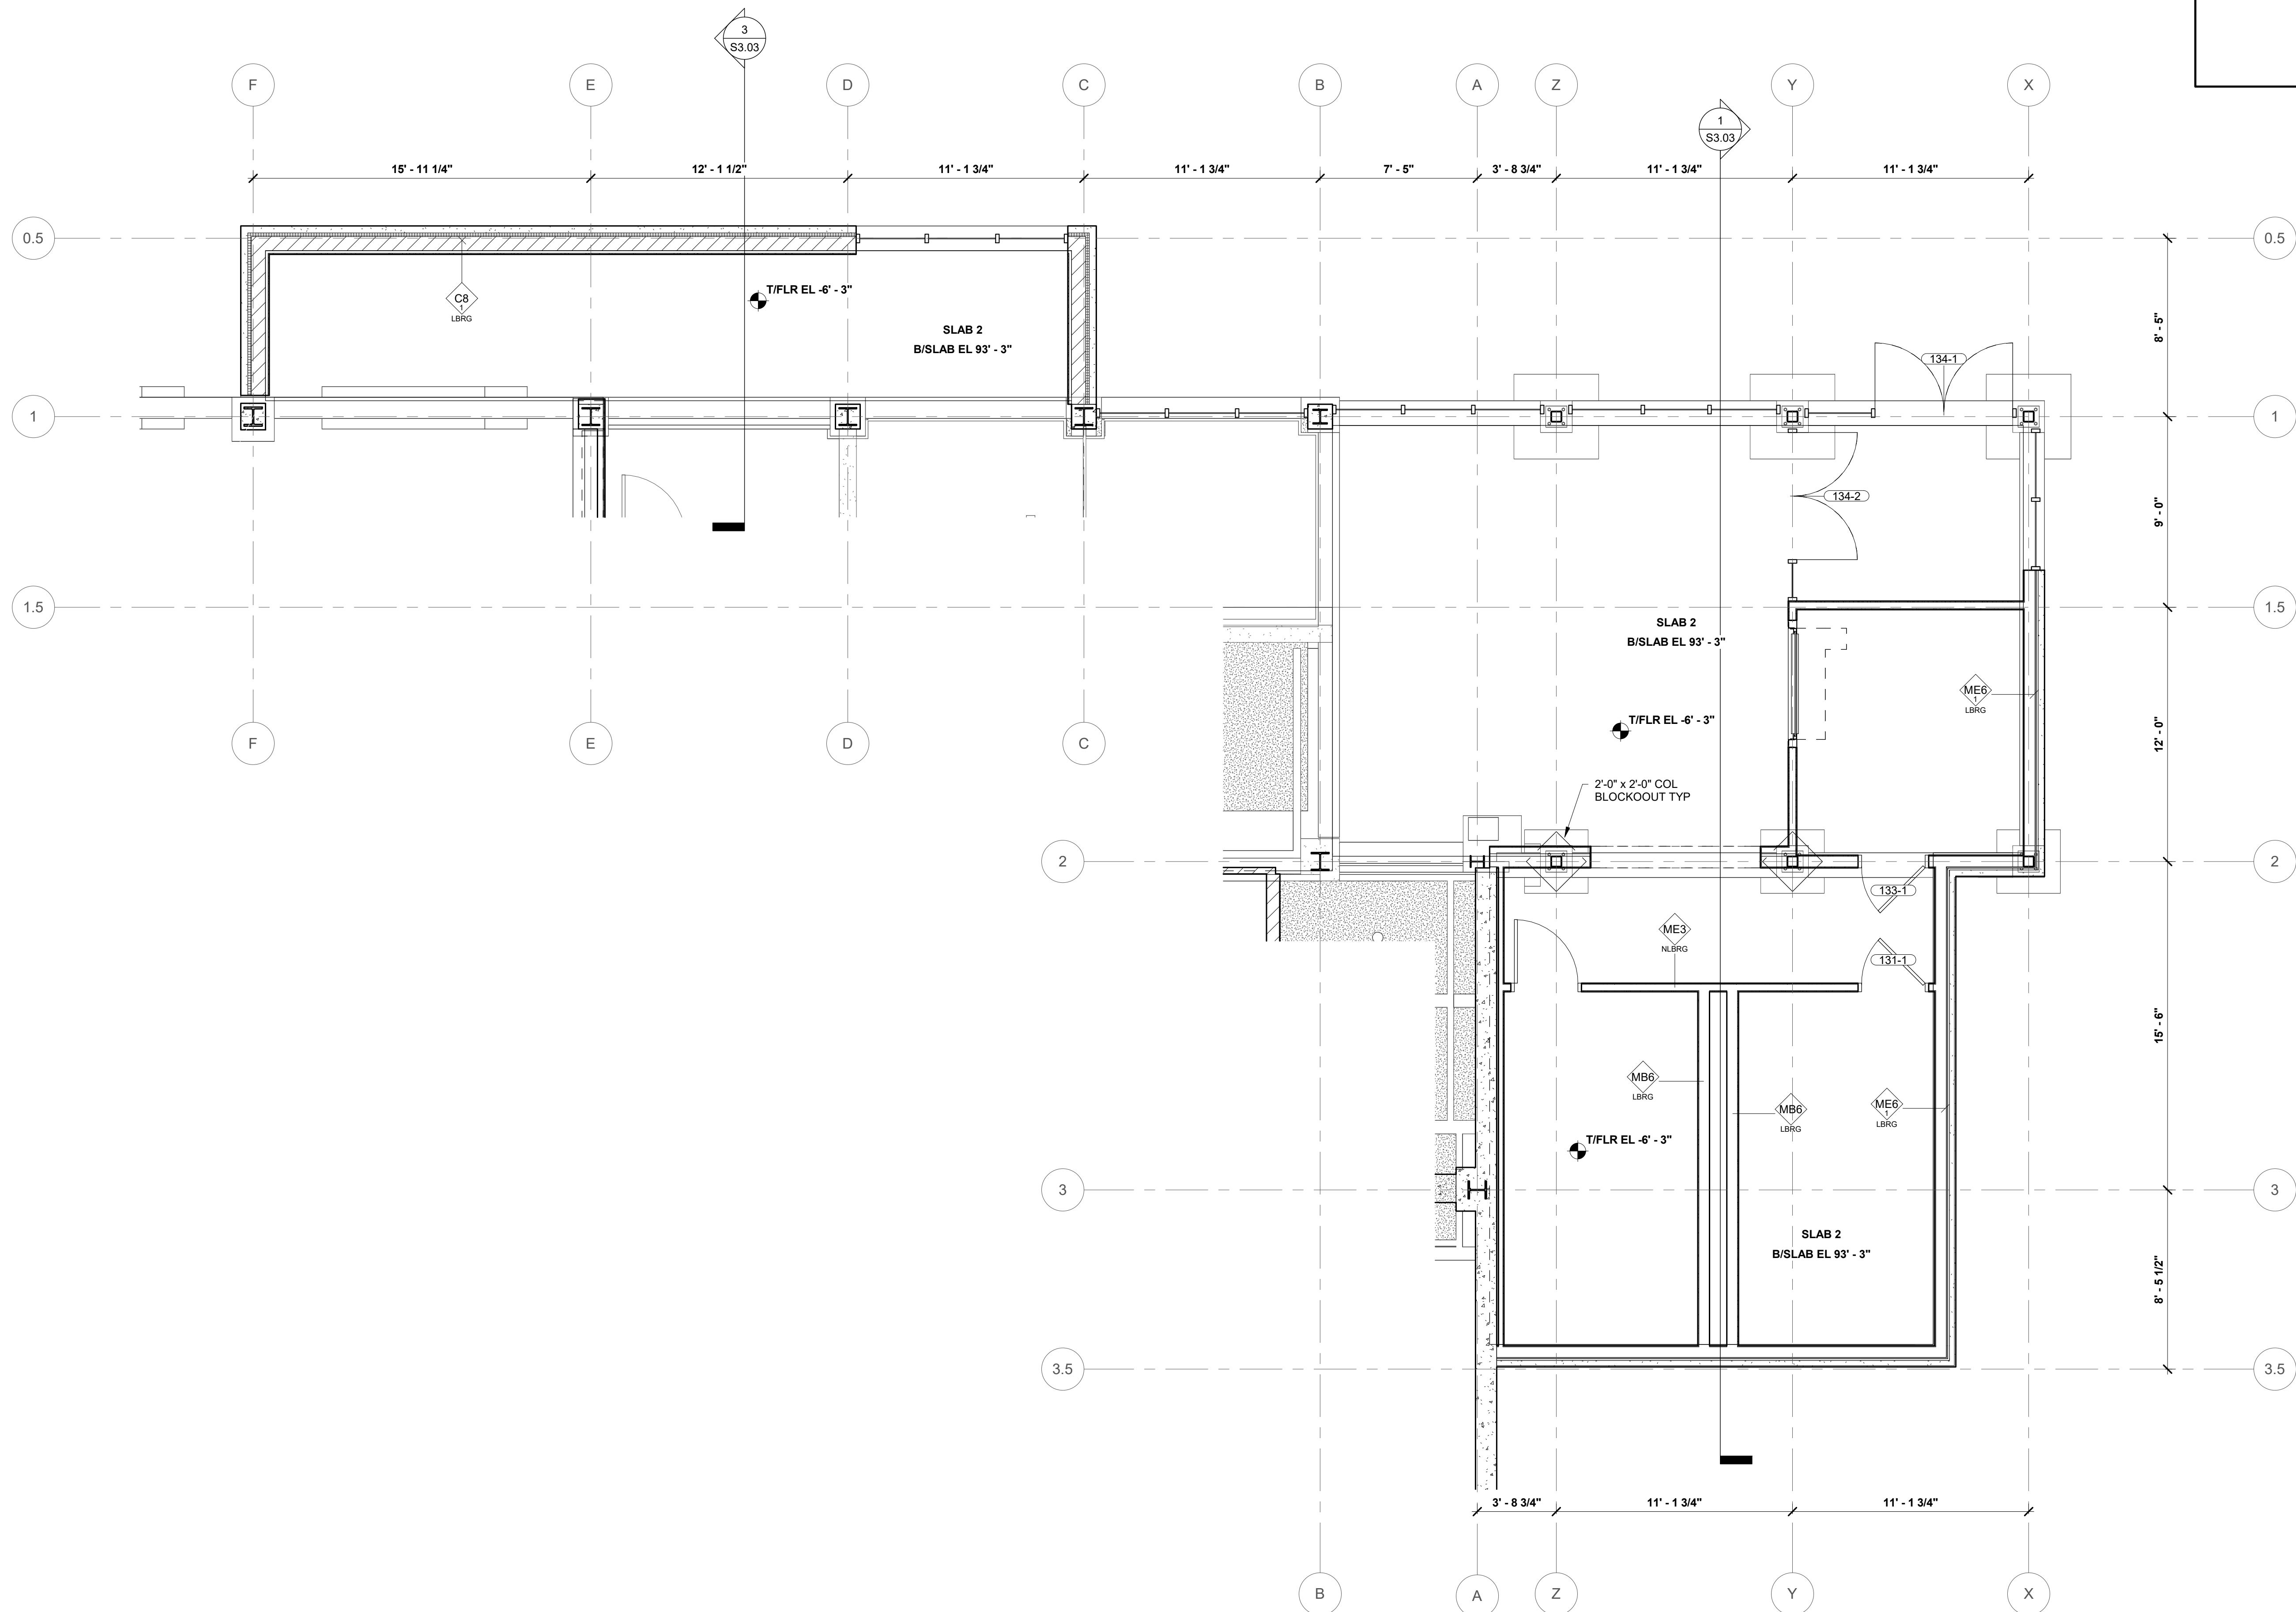 3
S3.03
F
E
D
C
B
A
Z
Y
X
1
S3.03
15' - 11 1/4"
12' - 1 1/2"
11' - 1 3/4"
11' - 1 3/4"
7' - 5"
3' - 8 3/4"
11' - 1 3/4"
11' - 1 3/4"
0.5
0.5
8' - 5"
C8
1
LBRG
T/FLR EL -6' - 3"
SLAB 2
B/SLAB EL 93' - 3"
134-1
1
1
134-2
9' - 0"
1.5
1.5
SLAB 2
B/SLAB EL 93' - 3"
ME6
1
LBRG
T/FLR EL -6' - 3"
12' - 0"
F
E
D
C
2'-0" x 2'-0" COL
BLOCKOOUT TYP
2
2
133-1
ME3
NLBRG
131-1
15' - 6"
MB6
LBRG
MB6
LBRG
ME6
1
LBRG
T/FLR EL -6' - 3"
3
3
SLAB 2
B/SLAB EL 93' - 3"
8' - 5 1/2"
3.5
3.5
3' - 8 3/4"
11' - 1 3/4"
11' - 1 3/4"
B
A
Z
Y
X